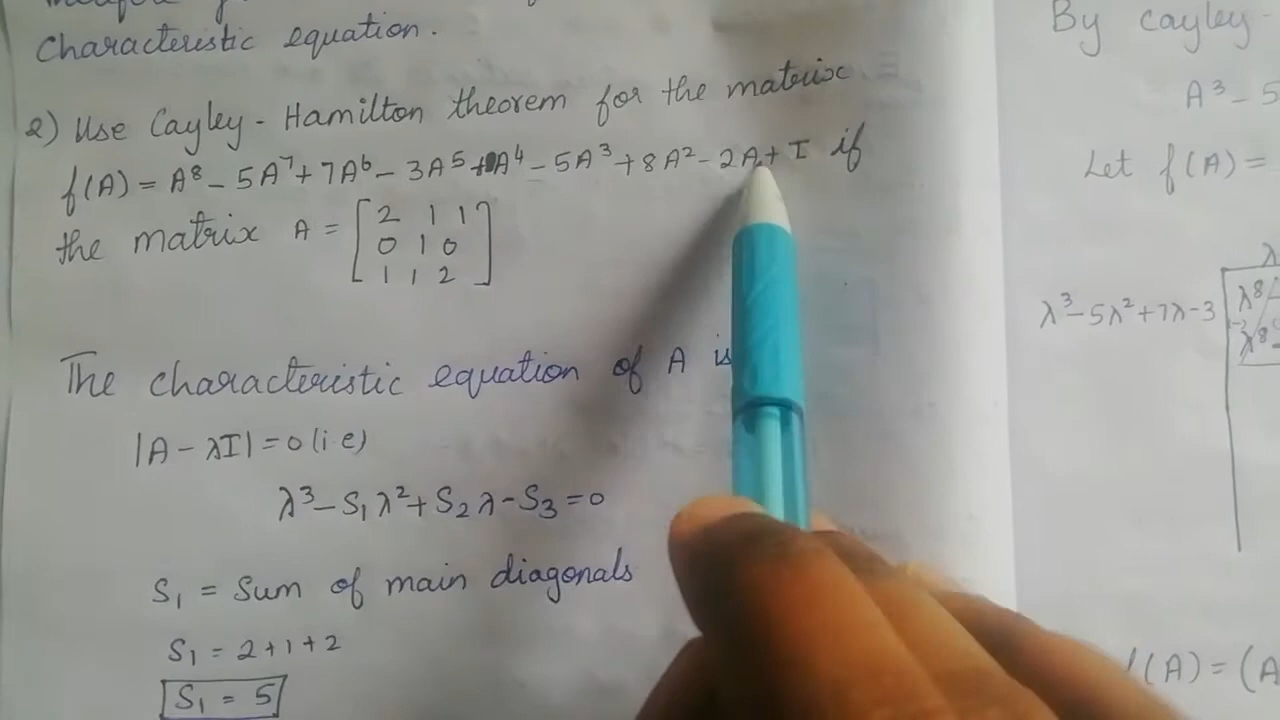 Characteristic equation.
2) Use Cayley - Hamilton theorem for the matrix
f(A) = A⁸ - 5A⁷ + 7A⁶ - 3A⁵ + A⁴ - 5A³ + 8A² - 2A + I if
the matrix A = [2 1 1
0 1 0
1 1 2]
The characteristic equation of A is
|A - λI| = 0 (i e)
λ³ - S₁λ² + S₂λ - S₃ = 0
S₁ = Sum of main diagonals
S₁ = 2+1+2
S₁ = 5
By Cayley -
A³ - 5
Let f(A) =
λ
λ³ - 5λ² + 7λ - 3 λ⁸
λ⁸ -
f(A) = (A